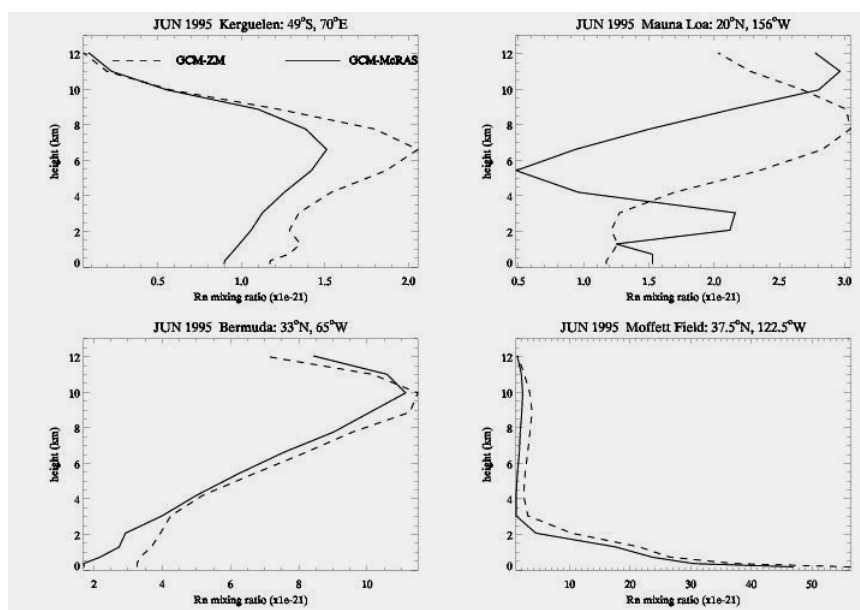 JUN 1995 Kerguelen: 49°S, 70°E
12
10
8
6
4
2
0
height (km)
GCM-ZM
GCM-McRAS
0.5 1.0 1.5 2.0
Rn mixing ratio (x1e-21)
JUN 1995 Mauna Loa: 20°N, 156°W
12
10
8
6
4
2
0
height (km)
0.5 1.0 1.5 2.0 2.5 3.0
Rn mixing ratio (x1e-21)
JUN 1995 Bermuda: 33°N, 65°W
12
10
8
6
4
2
0
height (km)
2 4 6 8 10
Rn mixing ratio (x1e-21)
JUN 1995 Moffett Field: 37.5°N, 122.5°W
12
10
8
6
4
2
0
height (km)
10 20 30 40 50
Rn mixing ratio (x1e-21)